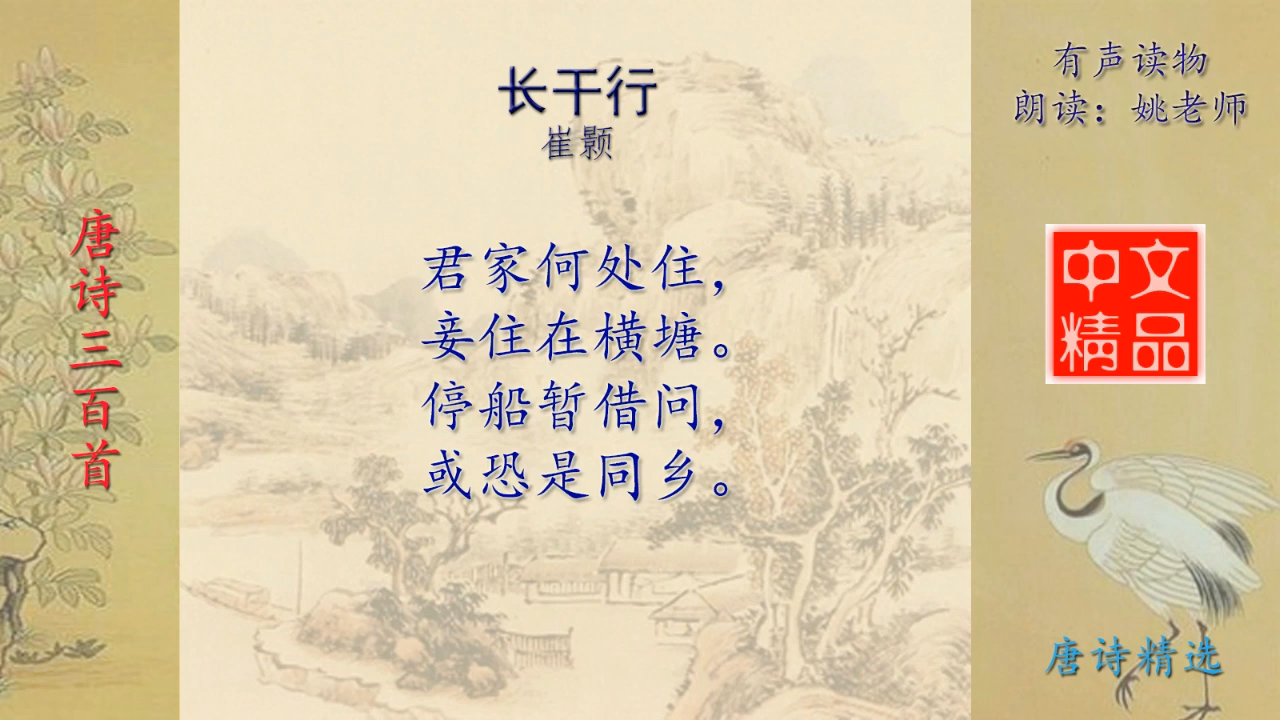 唐诗三百首
长干行
崔颢
君家何处住，
妾住在横塘。
停船暂借问，
或恐是同乡。
有声读物
朗读：姚老师
中文
精品
唐诗精选